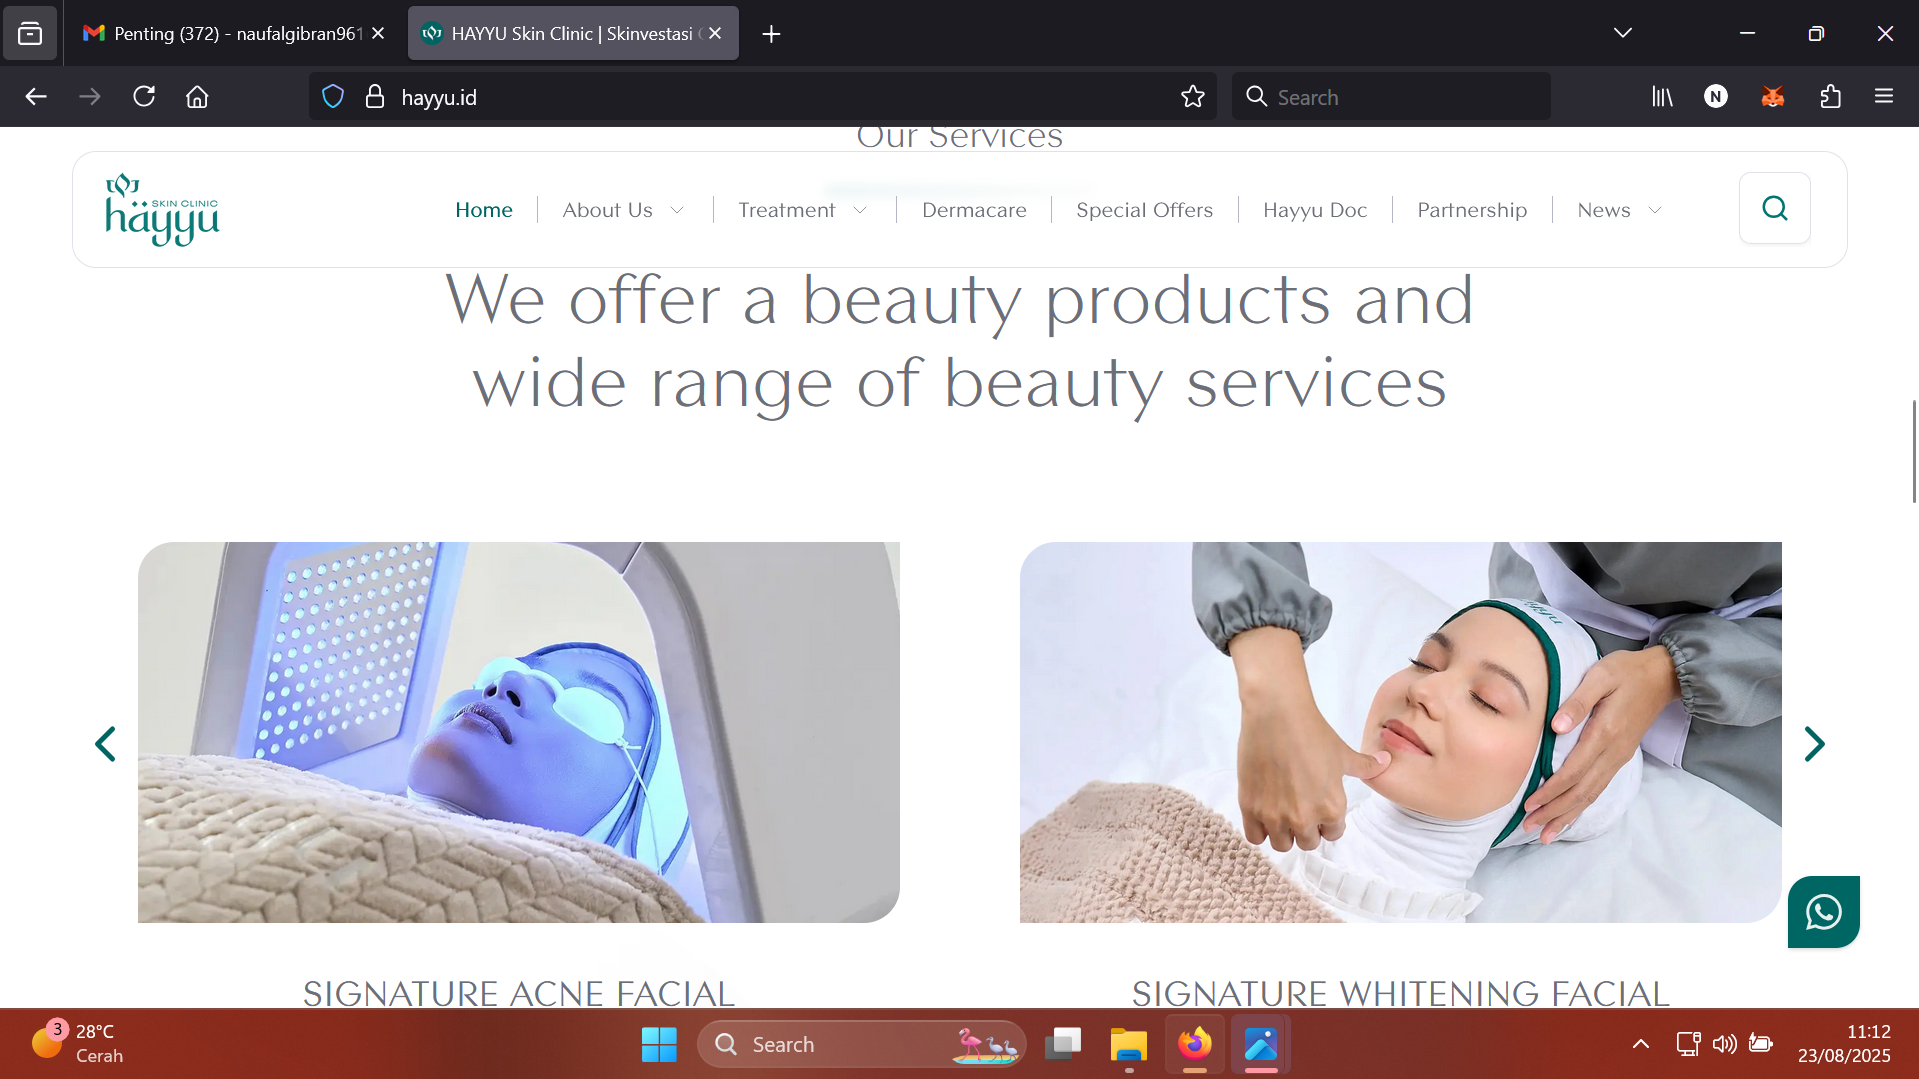 Penting (372) - naufalgibran961
HAYYU Skin Clinic | Skinvestasi
hayyu.id
Search
Our Services
SKIN CLINIC
häyyu
Home
About Us
Treatment
Dermacare
Special Offers
Hayyu Doc
Partnership
News
We offer a beauty products and
wide range of beauty services
hayyu
SIGNATURE ACNE FACIAL
SIGNATURE WHITENING FACIAL
3
28°C
Cerah
Search
11:12
23/08/2025